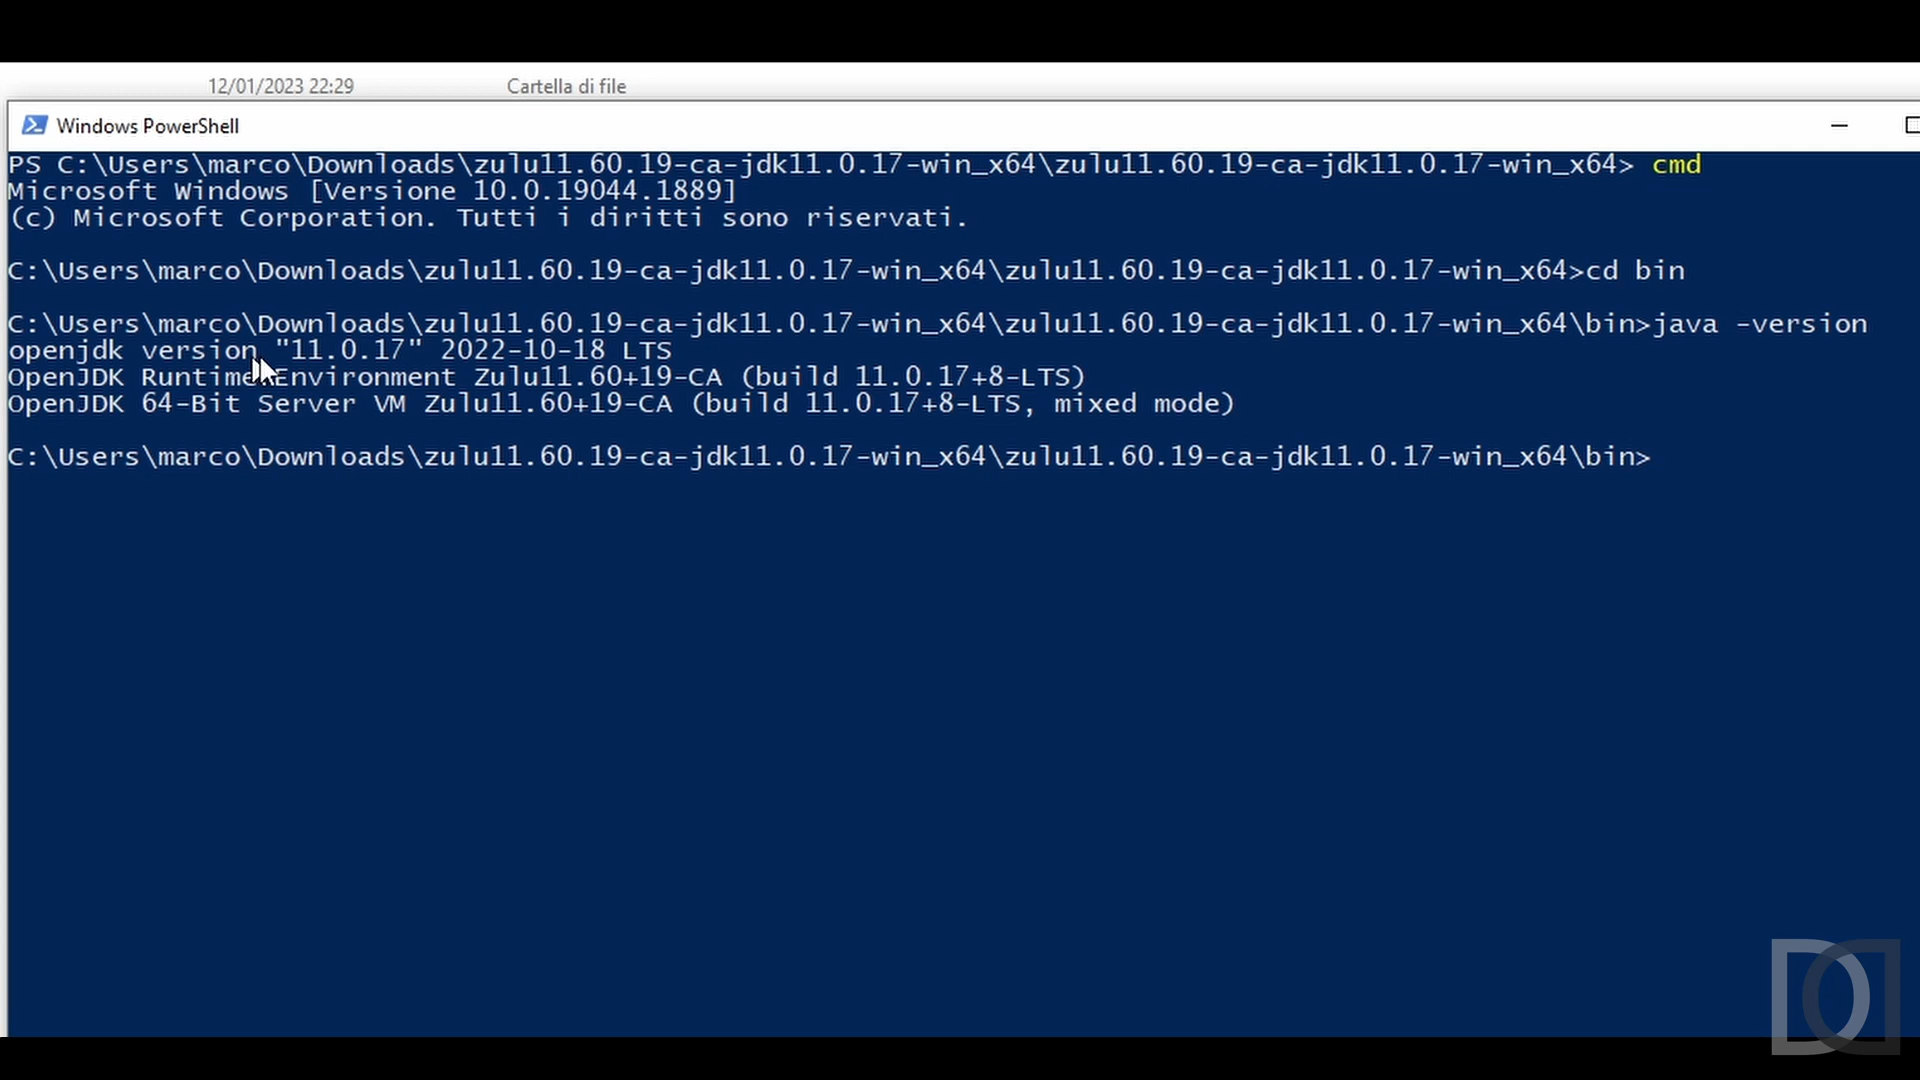 12/01/2023 22:29 Cartella di file
Windows PowerShell
PS C:\Users\marco\Downloads\zulu11.60.19-ca-jdk11.0.17-win_x64\zulu11.60.19-ca-jdk11.0.17-win_x64> cmd
Microsoft Windows [Versione 10.0.19044.1889]
(c) Microsoft Corporation. Tutti i diritti sono riservati.
C:\Users\marco\Downloads\zulu11.60.19-ca-jdk11.0.17-win_x64\zulu11.60.19-ca-jdk11.0.17-win_x64>cd bin
C:\Users\marco\Downloads\zulu11.60.19-ca-jdk11.0.17-win_x64\zulu11.60.19-ca-jdk11.0.17-win_x64\bin>java -version
openjdk version "11.0.17" 2022-10-18 LTS
OpenJDK Runtime Environment Zulu11.60+19-CA (build 11.0.17+8-LTS)
OpenJDK 64-Bit Server VM Zulu11.60+19-CA (build 11.0.17+8-LTS, mixed mode)
C:\Users\marco\Downloads\zulu11.60.19-ca-jdk11.0.17-win_x64\zulu11.60.19-ca-jdk11.0.17-win_x64\bin>